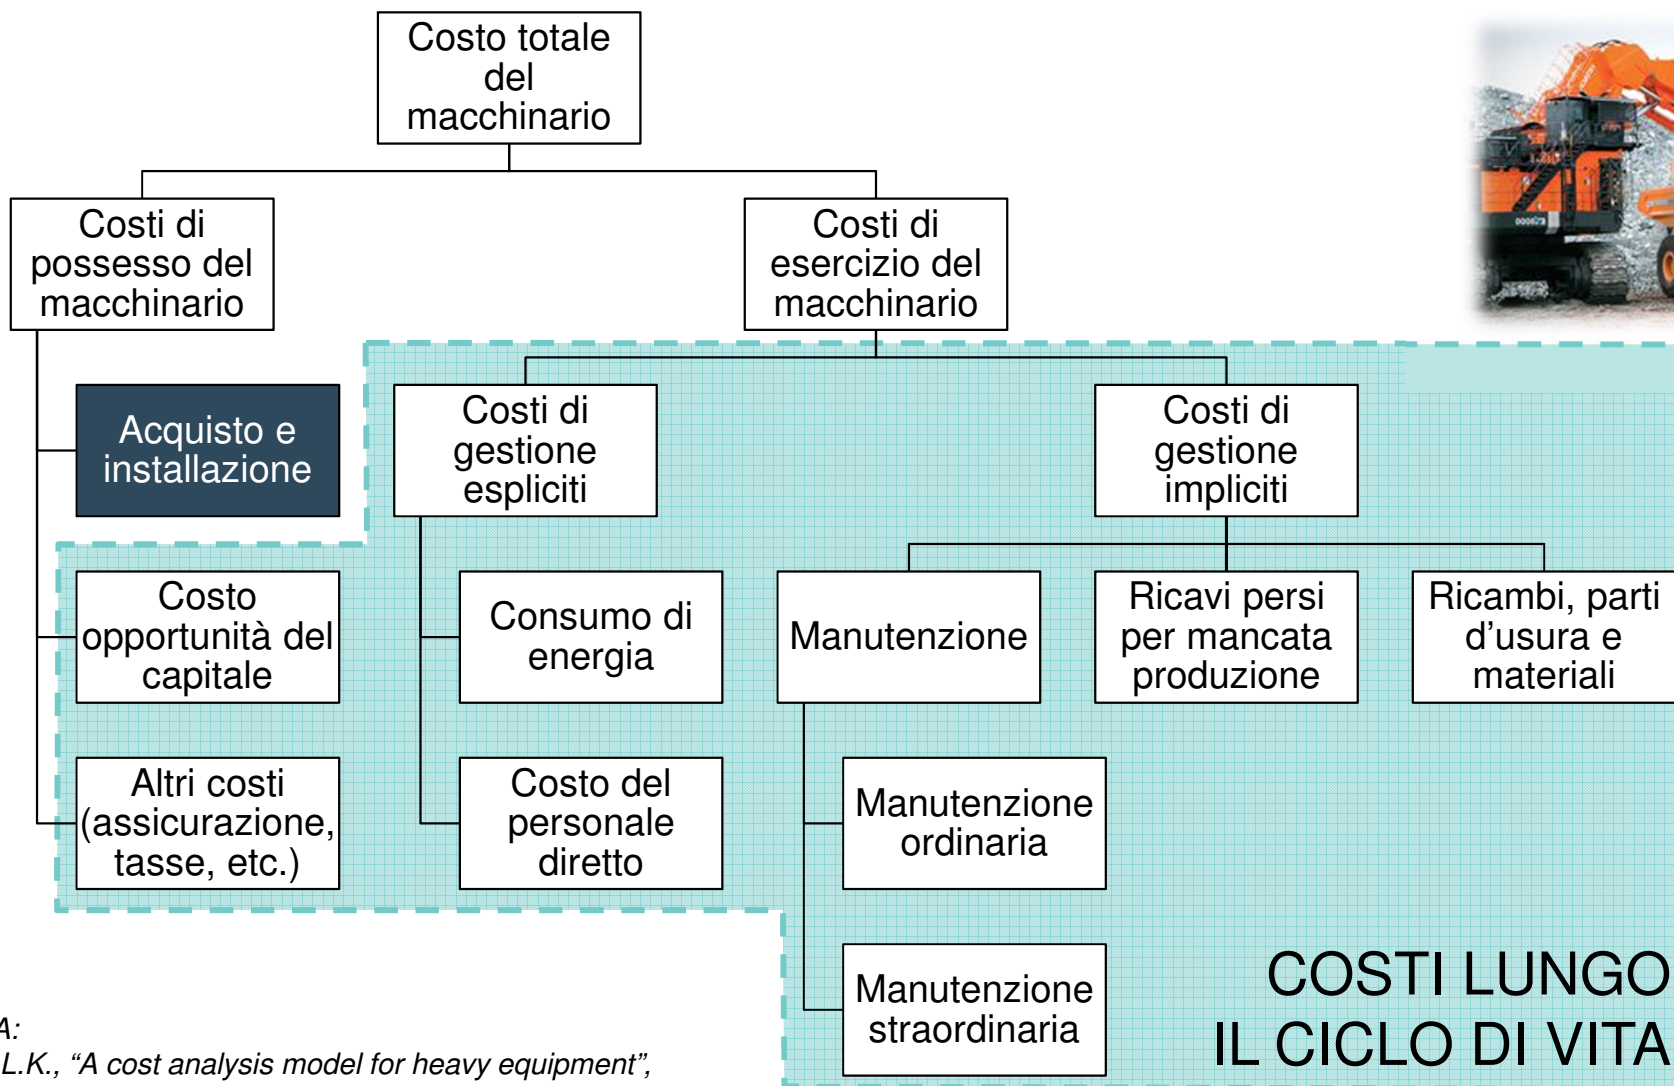 Costo totale
del
macchinario
Costi di
possesso del
macchinario
Costi di
esercizio del
macchinario
Acquisto e
installazione
Costi di
gestione
espliciti
Costi di
gestione
impliciti
Costo
opportunità del
capitale
Consumo di
energia
Manutenzione
Ricavi persi
per mancata
produzione
Ricambi, parti
d'usura e
materiali
Altri costi
(assicurazione,
tasse, etc.)
Costo del
personale
diretto
Manutenzione
ordinaria
Manutenzione
straordinaria
COSTI LUNGO
IL CICLO DI VITA
A:
L.K., “A cost analysis model for heavy equipment”,